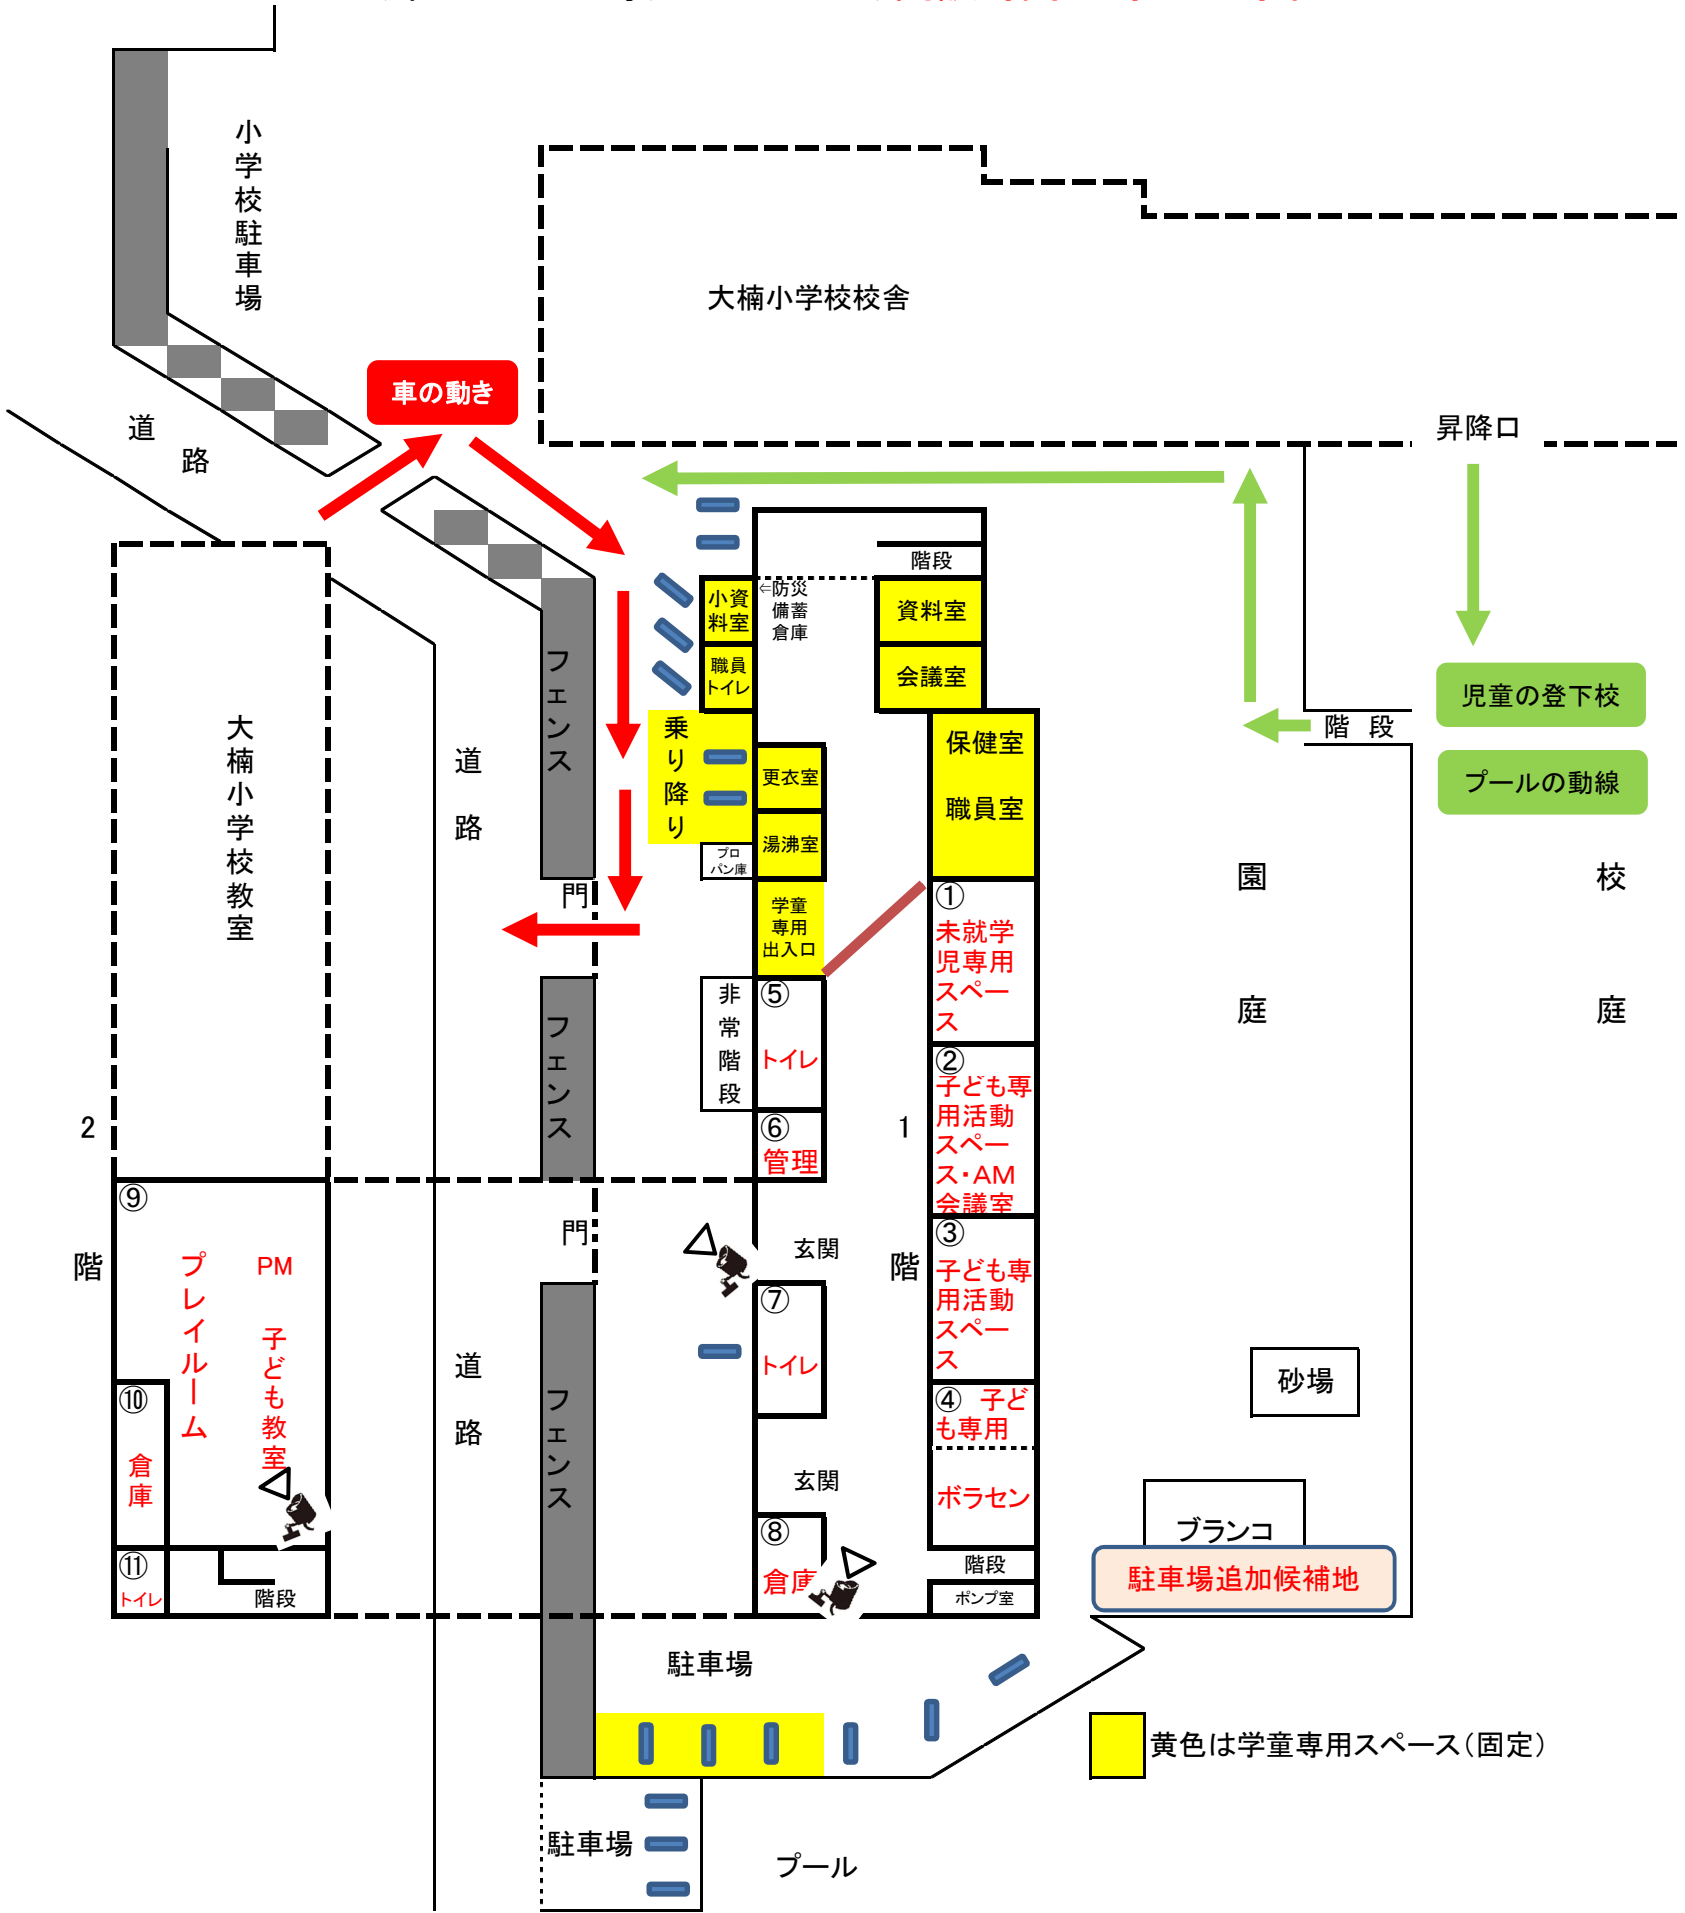 小学校駐車場
大楠小学校校舎
車の動き
昇降口
道
路
階段
小資
料室
⇐防災
備蓄
倉庫
資料室
職員
トイレ
会議室
フェンス
児童の登下校
階 段
プールの動線
大楠小学校教室
道
路
乗り降り
保健室
職員室
更衣室
湯沸室
プロ
パン庫
門
学童
専用
出入口
園
庭
校
庭
①
未就学
児専用
スペー
ス
非常階段
⑤
トイレ
フェンス
②
子ども専
用活動
スペー
ス・AM
会議室
⑥
管理
2
階
1
階
⑨
プレイルーム
PM
子ども教室
門
玄関
③
子ども専
用活動
スペー
ス
⑦
トイレ
道
路
フェンス
砂場
⑩
倉庫
④ 子ど
も専用
ボラセン
玄関
ブランコ
⑧
倉庫
⑪
トイレ
階段
階段
ポンプ室
駐車場追加候補地
駐車場
黄色は学童専用スペース(固定)
駐車場
プール